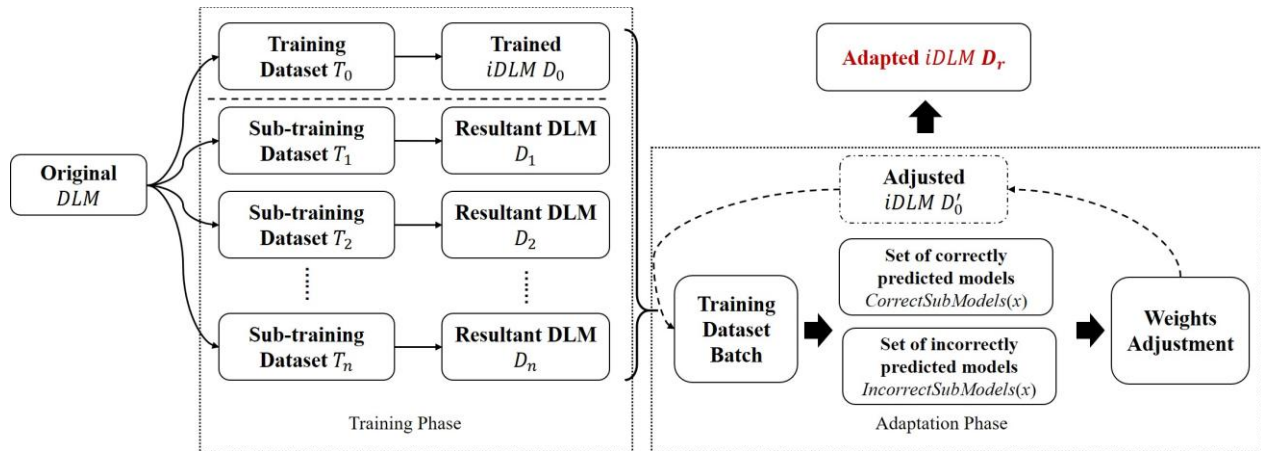 Original
DLM
Training
Dataset T₀
Trained
iDLM D₀
Sub-training
Dataset T₁
Resultant DLM
D₁
Sub-training
Dataset T₂
Resultant DLM
D₂
Sub-training
Dataset Tₙ
Resultant DLM
Dₙ
Training Phase
Adapted iDLM Dᵣ
Adjusted
iDLM D₀′
Training
Dataset
Batch
Set of correctly
predicted models
CorrectSubModels(x)
Set of incorrectly
predicted models
IncorrectSubModels(x)
Weights
Adjustment
Adaptation Phase